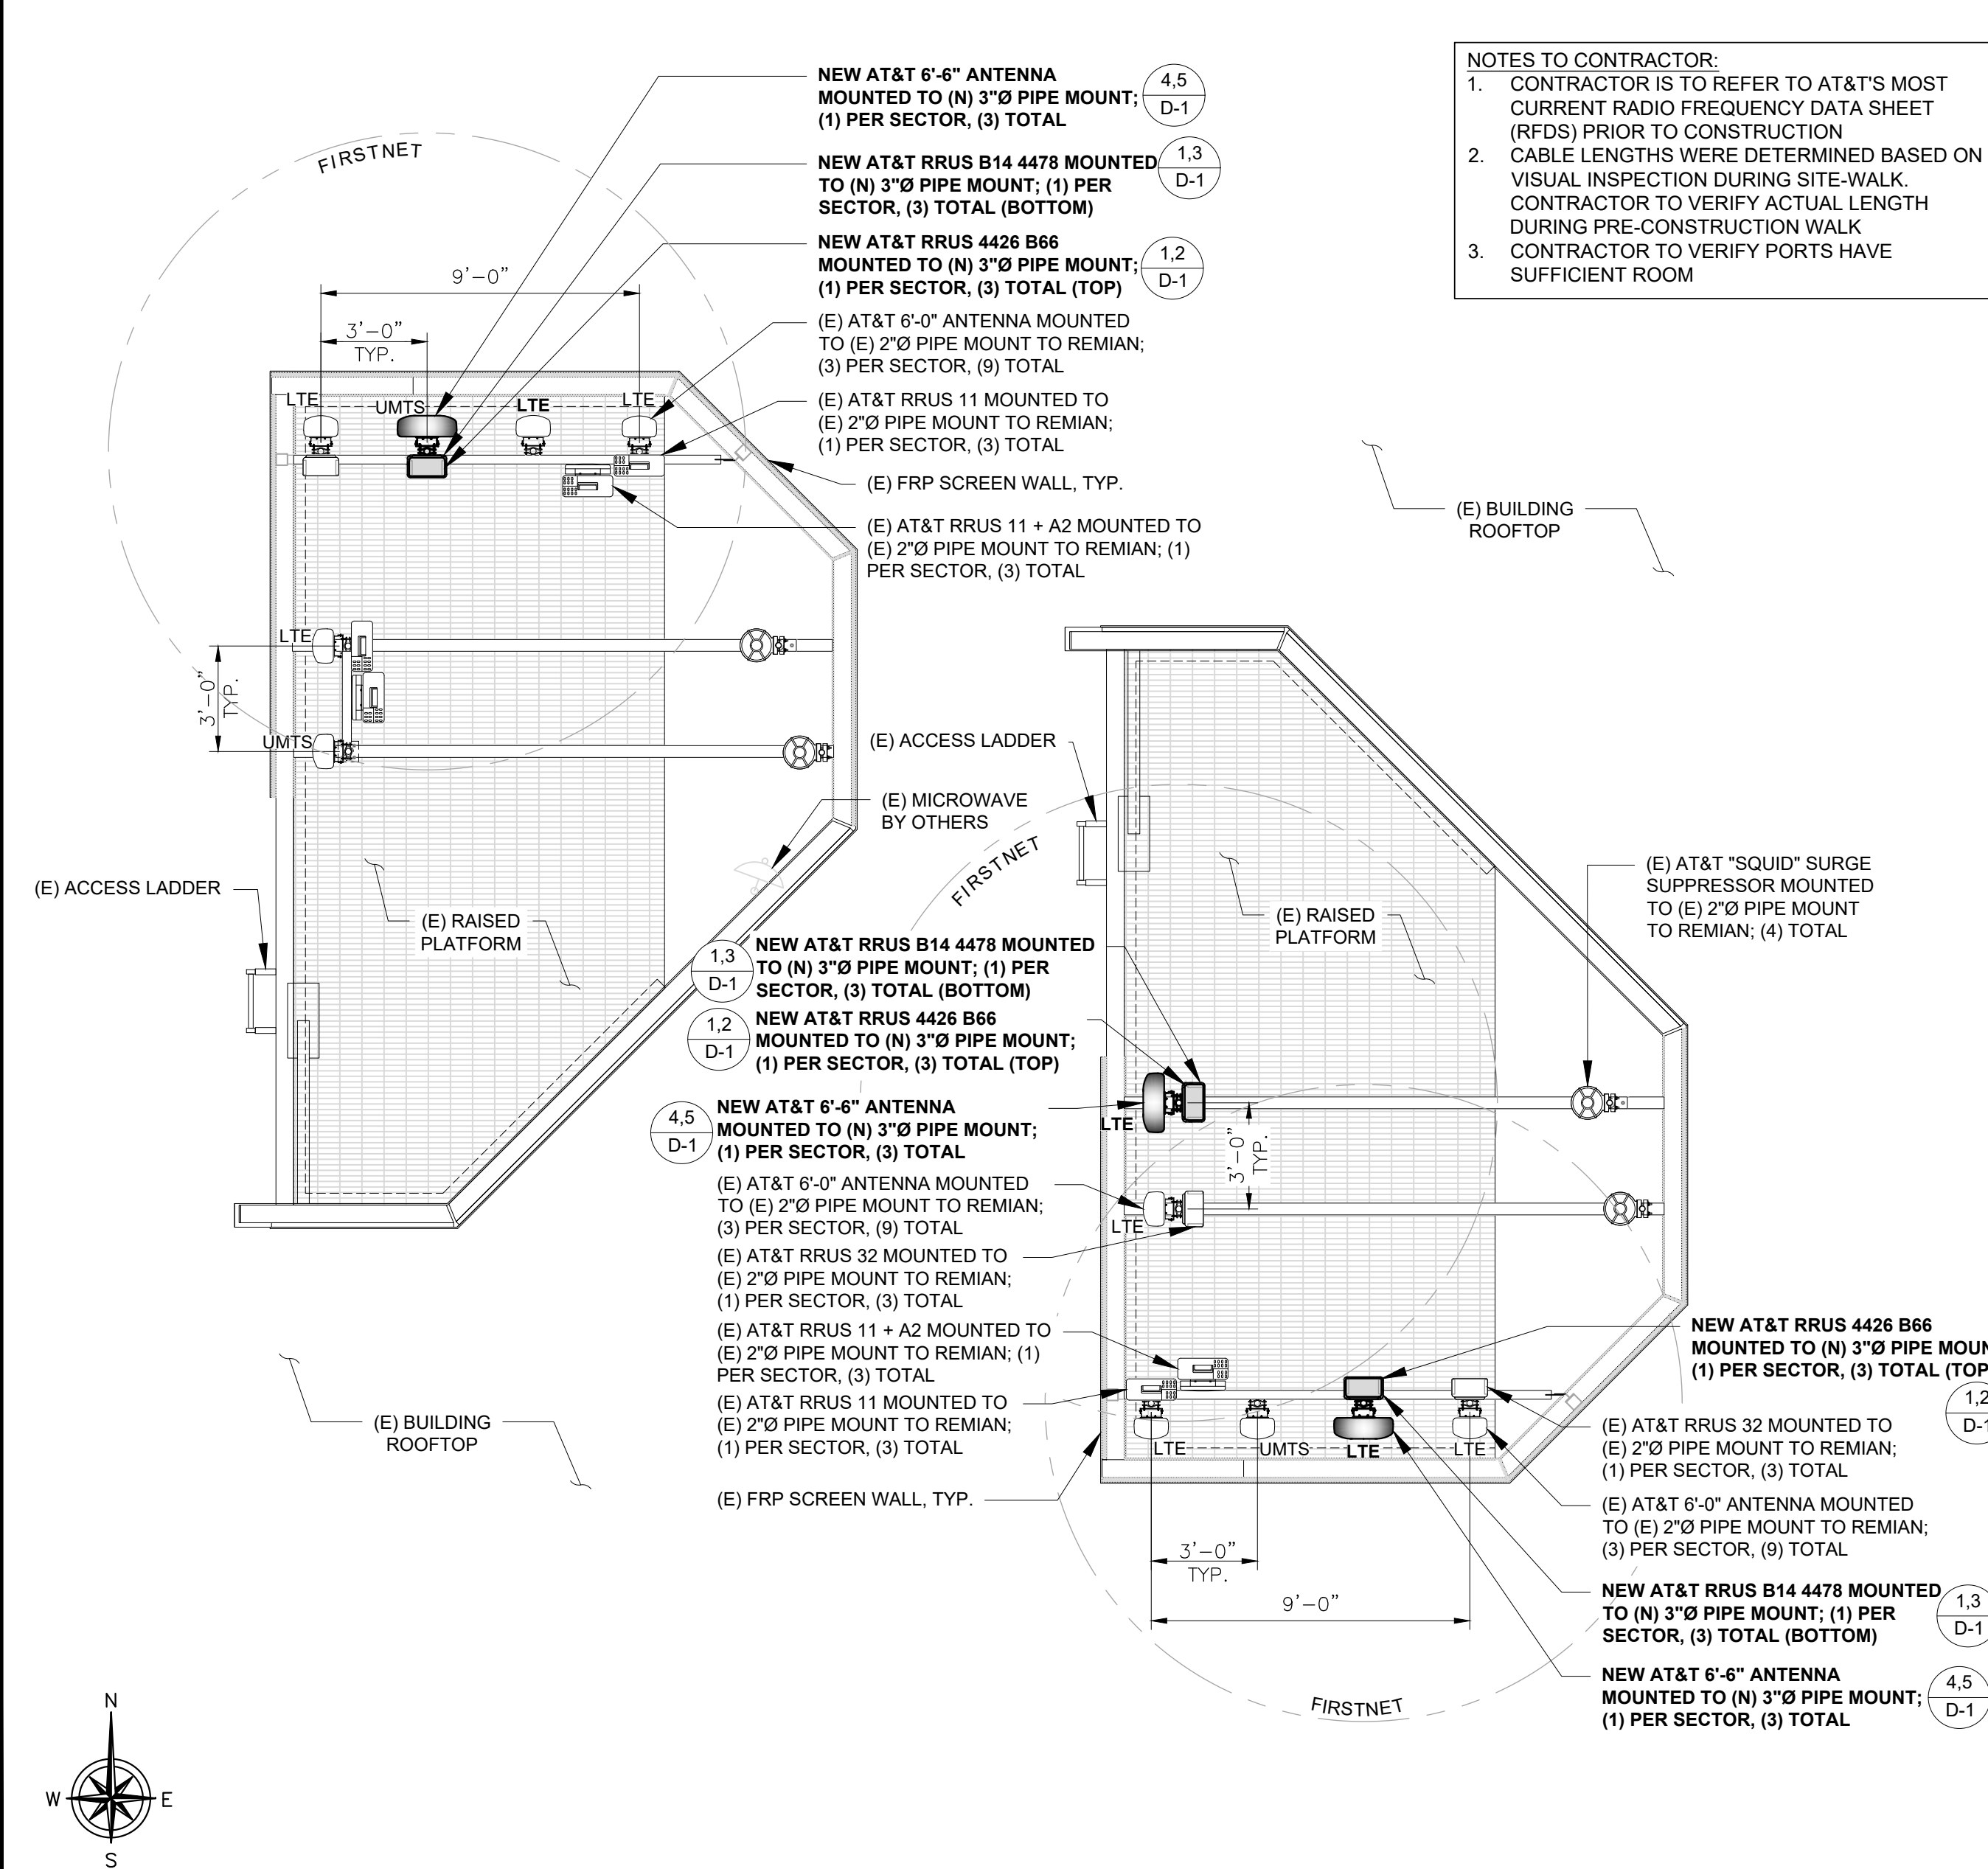 NOTES TO CONTRACTOR:
1. CONTRACTOR IS TO REFER TO AT&T'S MOST
CURRENT RADIO FREQUENCY DATA SHEET
(RFDS) PRIOR TO CONSTRUCTION
2. CABLE LENGTHS WERE DETERMINED BASED ON
VISUAL INSPECTION DURING SITE-WALK.
CONTRACTOR TO VERIFY ACTUAL LENGTH
DURING PRE-CONSTRUCTION WALK
3. CONTRACTOR TO VERIFY PORTS HAVE
SUFFICIENT ROOM
NEW AT&T 6'-6" ANTENNA
MOUNTED TO (N) 3"Ø PIPE MOUNT;
(1) PER SECTOR, (3) TOTAL
4,5
D-1
NEW AT&T RRUS B14 4478 MOUNTED
TO (N) 3"Ø PIPE MOUNT; (1) PER
SECTOR, (3) TOTAL (BOTTOM)
1,3
D-1
NEW AT&T RRUS 4426 B66
MOUNTED TO (N) 3"Ø PIPE MOUNT;
(1) PER SECTOR, (3) TOTAL (TOP)
1,2
D-1
(E) AT&T 6'-0" ANTENNA MOUNTED
TO (E) 2"Ø PIPE MOUNT TO REMIAN;
(3) PER SECTOR, (9) TOTAL
(E) AT&T RRUS 11 MOUNTED TO
(E) 2"Ø PIPE MOUNT TO REMIAN;
(1) PER SECTOR, (3) TOTAL
(E) FRP SCREEN WALL, TYP.
(E) AT&T RRUS 11 + A2 MOUNTED TO
(E) 2"Ø PIPE MOUNT TO REMIAN; (1)
PER SECTOR, (3) TOTAL
FIRSTNET
9'-0"
3'-0"
TYP.
LTE
UMTS
LTE
LTE
LTE
3'-0"
TYP.
UMTS
(E) BUILDING
ROOFTOP
(E) ACCESS LADDER
(E) MICROWAVE
BY OTHERS
(E) ACCESS LADDER
(E) RAISED
PLATFORM
FIRSTNET
(E) RAISED
PLATFORM
(E) AT&T "SQUID" SURGE
SUPPRESSOR MOUNTED
TO (E) 2"Ø PIPE MOUNT
TO REMIAN; (4) TOTAL
1,3
D-1
NEW AT&T RRUS B14 4478 MOUNTED
TO (N) 3"Ø PIPE MOUNT; (1) PER
SECTOR, (3) TOTAL (BOTTOM)
1,2
D-1
NEW AT&T RRUS 4426 B66
MOUNTED TO (N) 3"Ø PIPE MOUNT;
(1) PER SECTOR, (3) TOTAL (TOP)
4,5
D-1
NEW AT&T 6'-6" ANTENNA
MOUNTED TO (N) 3"Ø PIPE MOUNT;
(1) PER SECTOR, (3) TOTAL
(E) AT&T 6'-0" ANTENNA MOUNTED
TO (E) 2"Ø PIPE MOUNT TO REMIAN;
(3) PER SECTOR, (9) TOTAL
(E) AT&T RRUS 32 MOUNTED TO
(E) 2"Ø PIPE MOUNT TO REMIAN;
(1) PER SECTOR, (3) TOTAL
(E) AT&T RRUS 11 + A2 MOUNTED TO
(E) 2"Ø PIPE MOUNT TO REMIAN; (1)
PER SECTOR, (3) TOTAL
(E) AT&T RRUS 11 MOUNTED TO
(E) 2"Ø PIPE MOUNT TO REMIAN;
(1) PER SECTOR, (3) TOTAL
(E) FRP SCREEN WALL, TYP.
LTE
3'-0"
TYP.
LTE
LTE
UMTS
LTE
LTE
3'-0"
TYP.
9'-0"
FIRSTNET
(E) BUILDING
ROOFTOP
NEW AT&T RRUS 4426 B66
MOUNTED TO (N) 3"Ø PIPE
(1) PER SECTOR, (3) TOTAL
1,2
(E) AT&T RRUS 32 MOUNTED TO
(E) 2"Ø PIPE MOUNT TO REMIAN;
(1) PER SECTOR, (3) TOTAL
(E) AT&T 6'-0" ANTENNA MOUNTED
TO (E) 2"Ø PIPE MOUNT TO REMIAN;
(3) PER SECTOR, (9) TOTAL
NEW AT&T RRUS B14 4478 MOUNTED
TO (N) 3"Ø PIPE MOUNT; (1) PER
SECTOR, (3) TOTAL (BOTTOM)
1,3
D-1
NEW AT&T 6'-6" ANTENNA
MOUNTED TO (N) 3"Ø PIPE MOUNT;
(1) PER SECTOR, (3) TOTAL
4,5
D-1
N
W
E
S